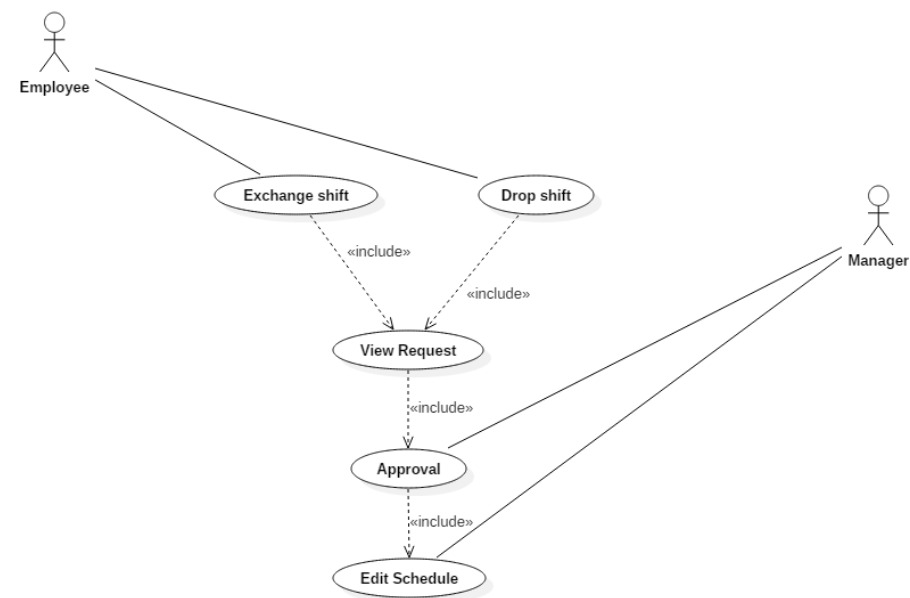 Employee
Exchange shift
Drop shift
Manager
«include»
«include»
View Request
«include»
Approval
«include»
Edit Schedule